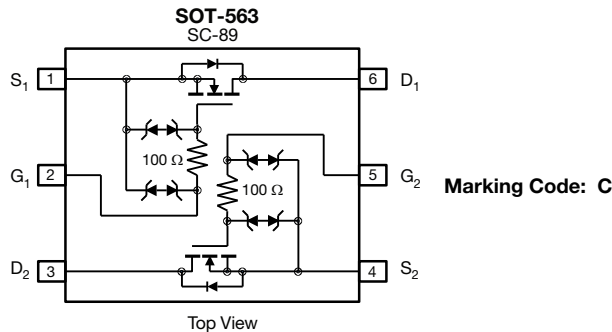 SOT-563
SC-89
S1 1 6 D1
100 Ω
G1 2 5 G2
100 Ω
Marking Code: C
D2 3 4 S2
Top View